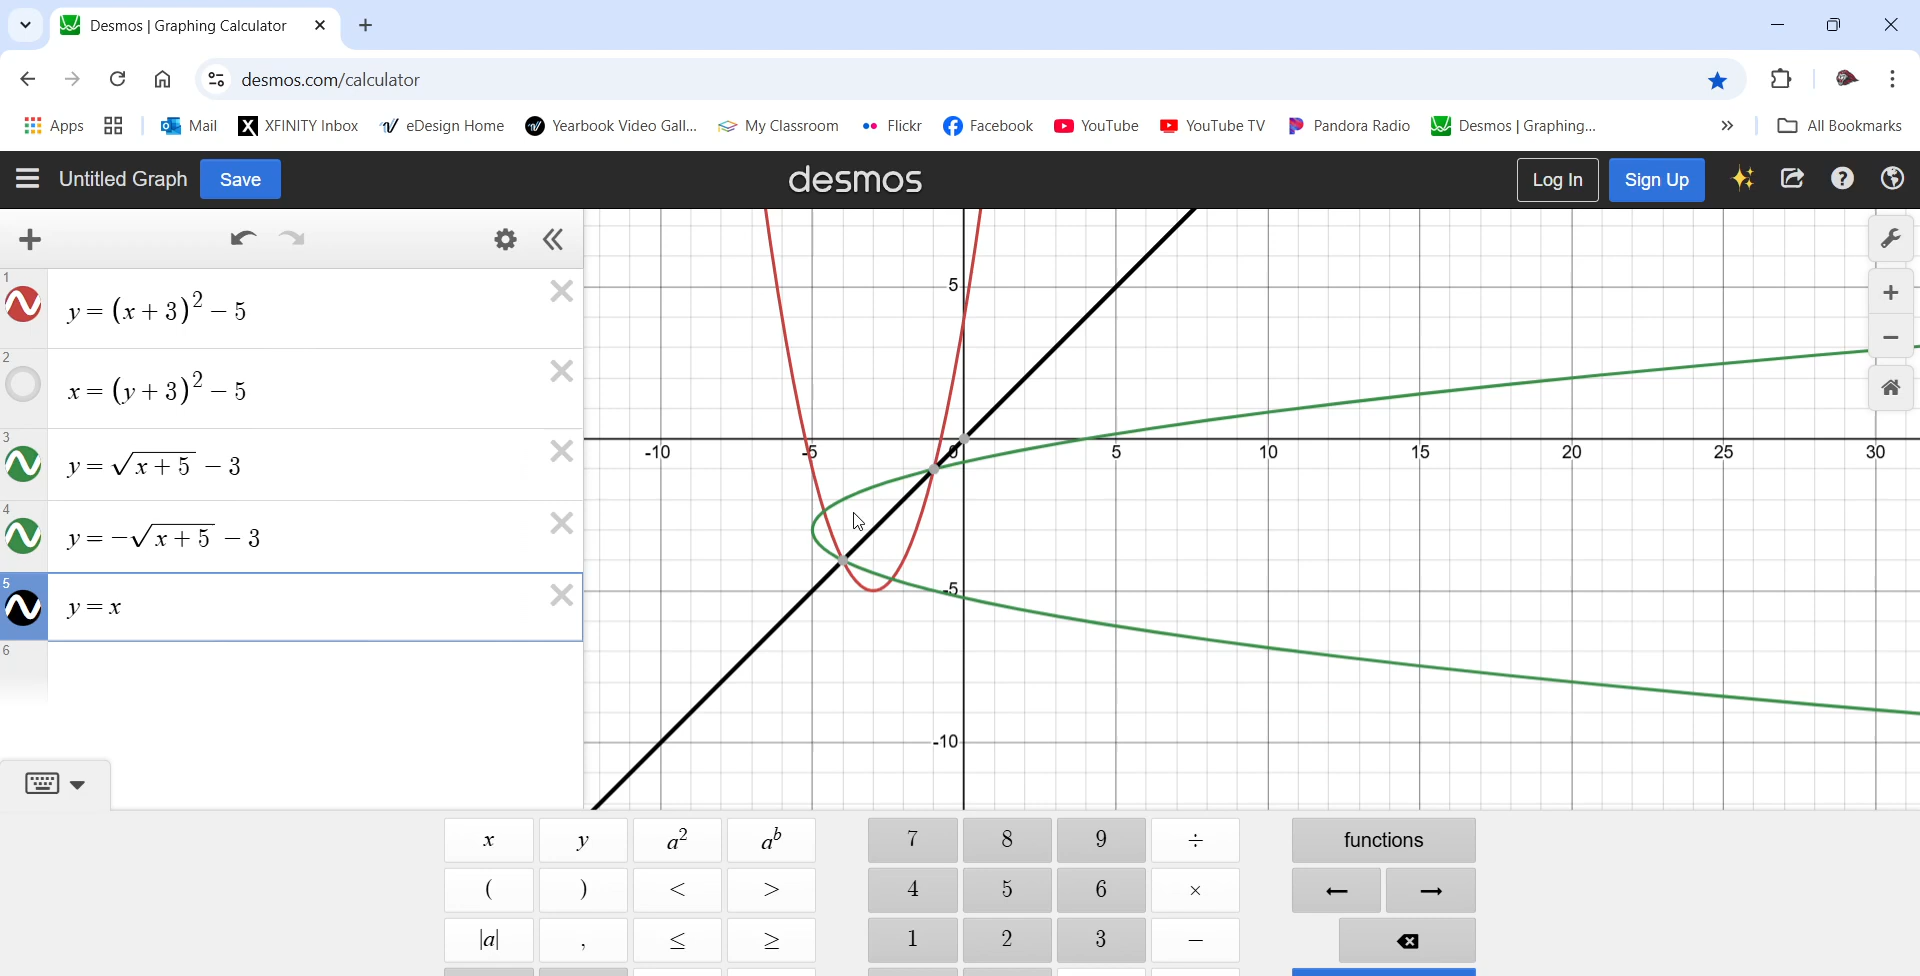 Desmos | Graphing Calculator
desmos.com/calculator
Apps Mail XFINITY Inbox eDesign Home Yearbook Video Gall... My Classroom Flickr Facebook YouTube YouTube TV Pandora Radio Desmos | Graphing... » All Bookmarks
Untitled Graph Save desmos Log In Sign Up
1
y = (x + 3)² − 5
2
x = (y + 3)² − 5
3
y = √(x + 5) − 3
4
y = −√(x + 5) − 3
5
y = x
6
5
-10 -5 0 5 10 15 20 25 30
-5
-10
x y a² aᵇ 7 8 9 ÷ functions
( ) < > 4 5 6 × ← →
|a| , ≤ ≥ 1 2 3 −